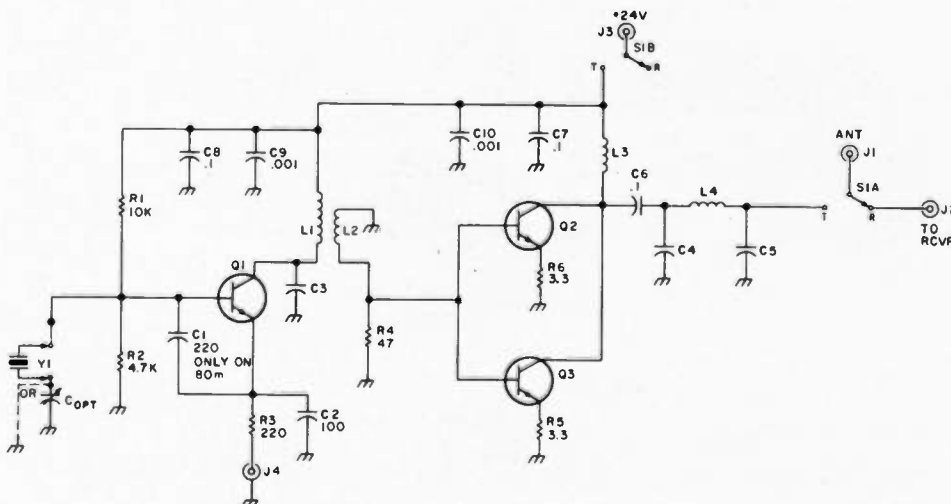 +24V
J3
S1B
T
R
C8
.1
C9
.001
C10
.001
C7
.1
L3
ANT
J1
S1A
R1
10K
L1
L2
C6
.1
L4
T
R
J2
TO
RCVR
Q2
C4
C5
Q1
C3
R6
3.3
R4
47
Y1
OR
COPT
R2
4.7K
C1
220
ONLY ON
80m
R3
220
C2
100
Q3
R5
3.3
J4